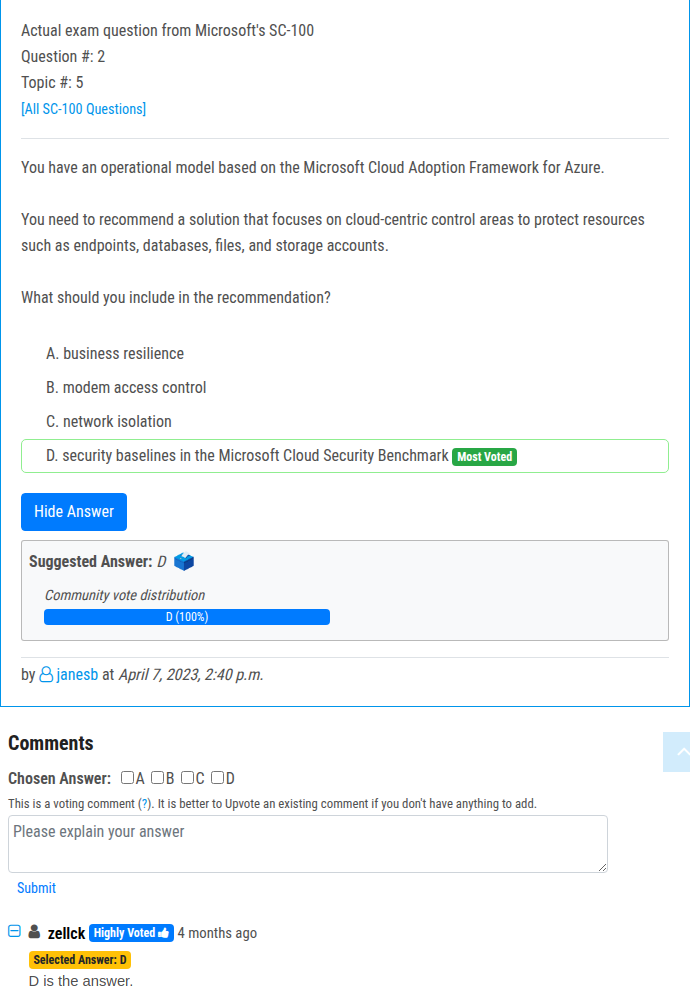 Actual exam question from Microsoft's SC-100
Question #: 2
Topic #: 5
[All SC-100 Questions]
You have an operational model based on the Microsoft Cloud Adoption Framework for Azure.
You need to recommend a solution that focuses on cloud-centric control areas to protect resources
such as endpoints, databases, files, and storage accounts.
What should you include in the recommendation?
A. business resilience
B. modem access control
C. network isolation
D. security baselines in the Microsoft Cloud Security Benchmark Most Voted
Hide Answer
Suggested Answer: D
Community vote distribution
D (100%)
by janesb at April 7, 2023, 2:40 p.m.
Comments
Chosen Answer: A B C D
This is a voting comment (?). It is better to Upvote an existing comment if you don't have anything to add.
Please explain your answer
Submit
zellck Highly Voted 4 months ago
Selected Answer: D
D is the answer.